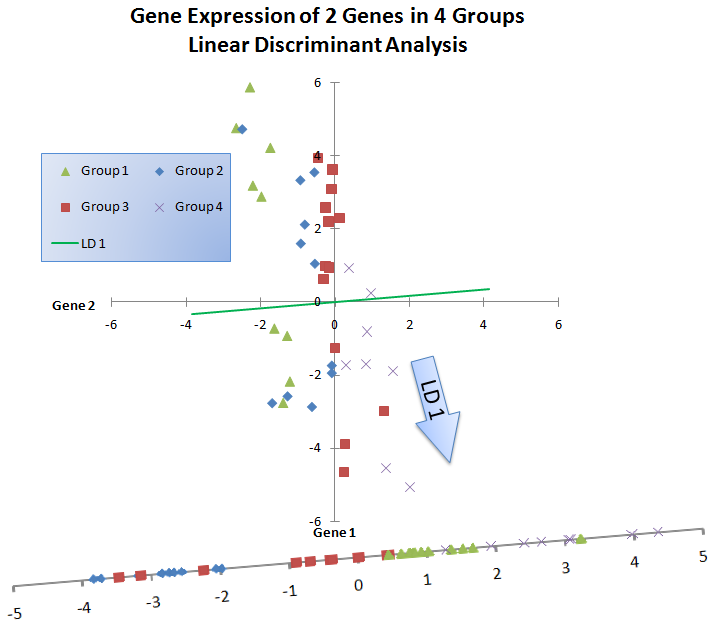 Gene Expression of 2 Genes in 4 Groups
Linear Discriminant Analysis
6
4
2
0
-2
-4
-6
Group 1
Group 2
Group 3
Group 4
LD 1
Gene 2
-6
-4
-2
0
2
4
6
LD 1
Gene 1
-5
-4
-3
-2
-1
0
1
2
3
4
5